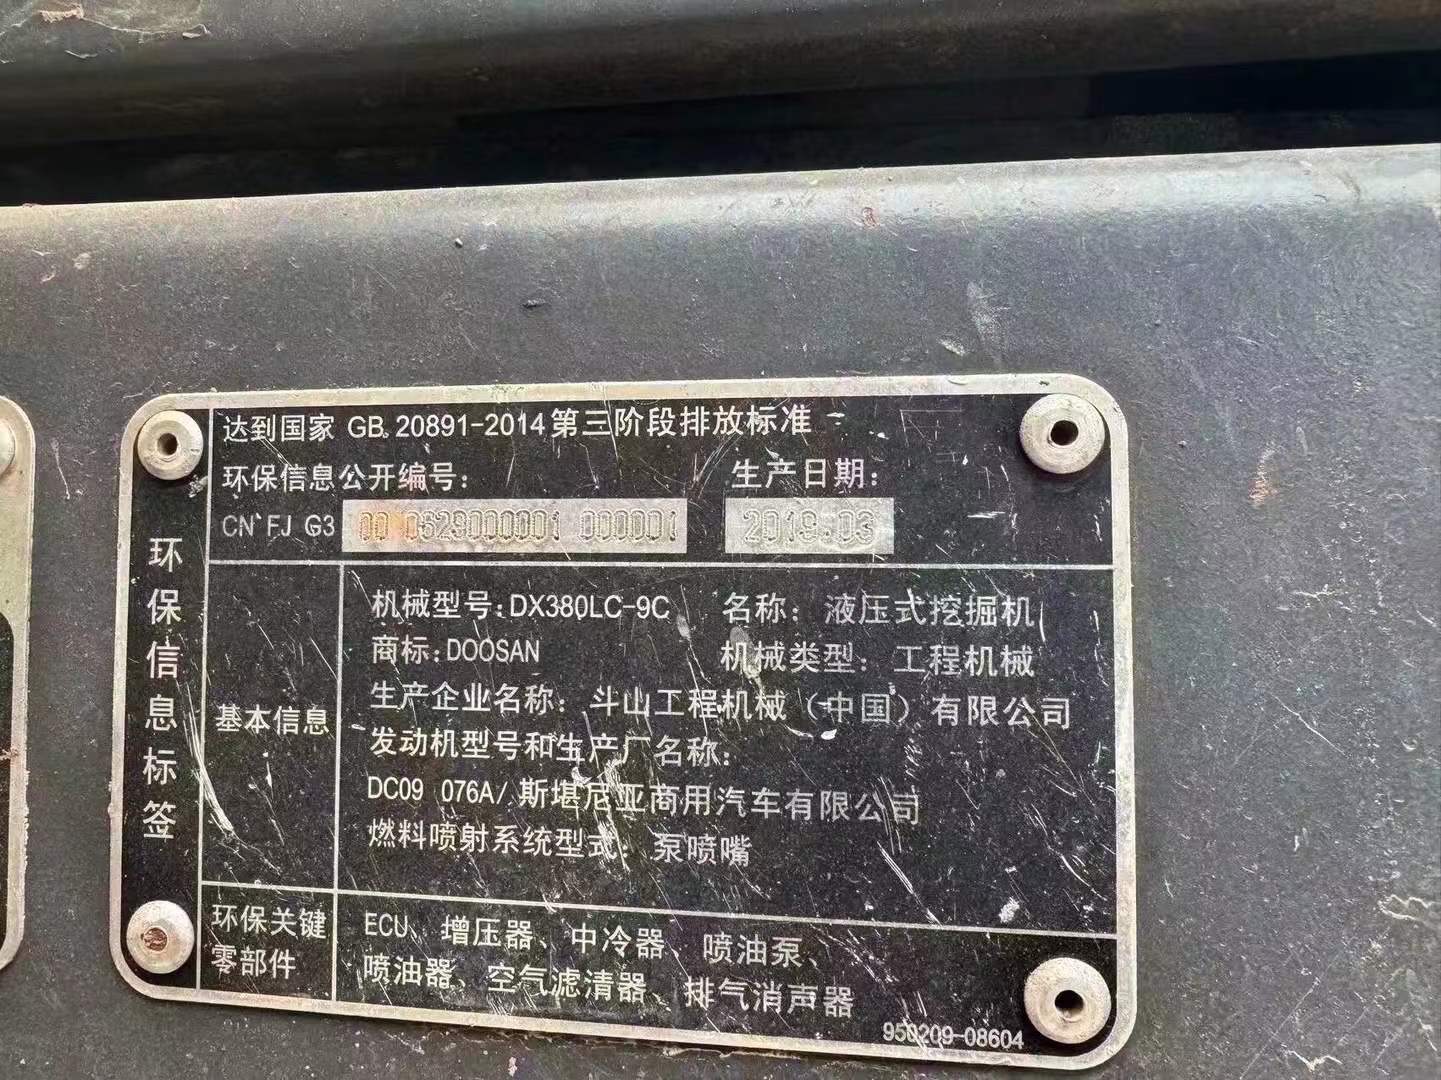 达到国家 GB 20891-2014第三阶段排放标准
环保信息公开编号:
生产日期:
CN FJ G3 00 0629000001 000001
2019.03
环保信息标签
基本信息
机械型号:DX380LC-9C 名称: 液压式挖掘机
商标:DOOSAN 机械类型: 工程机械
生产企业名称: 斗山工程机械(中国)有限公司
发动机型号和生产厂名称:
DC09 076A/斯堪尼亚商用汽车有限公司
燃料喷射系统型式: 泵喷嘴
环保关键
零部件
ECU、增压器、中冷器、喷油泵、
喷油器、空气滤清器、排气消声器
950209-08604